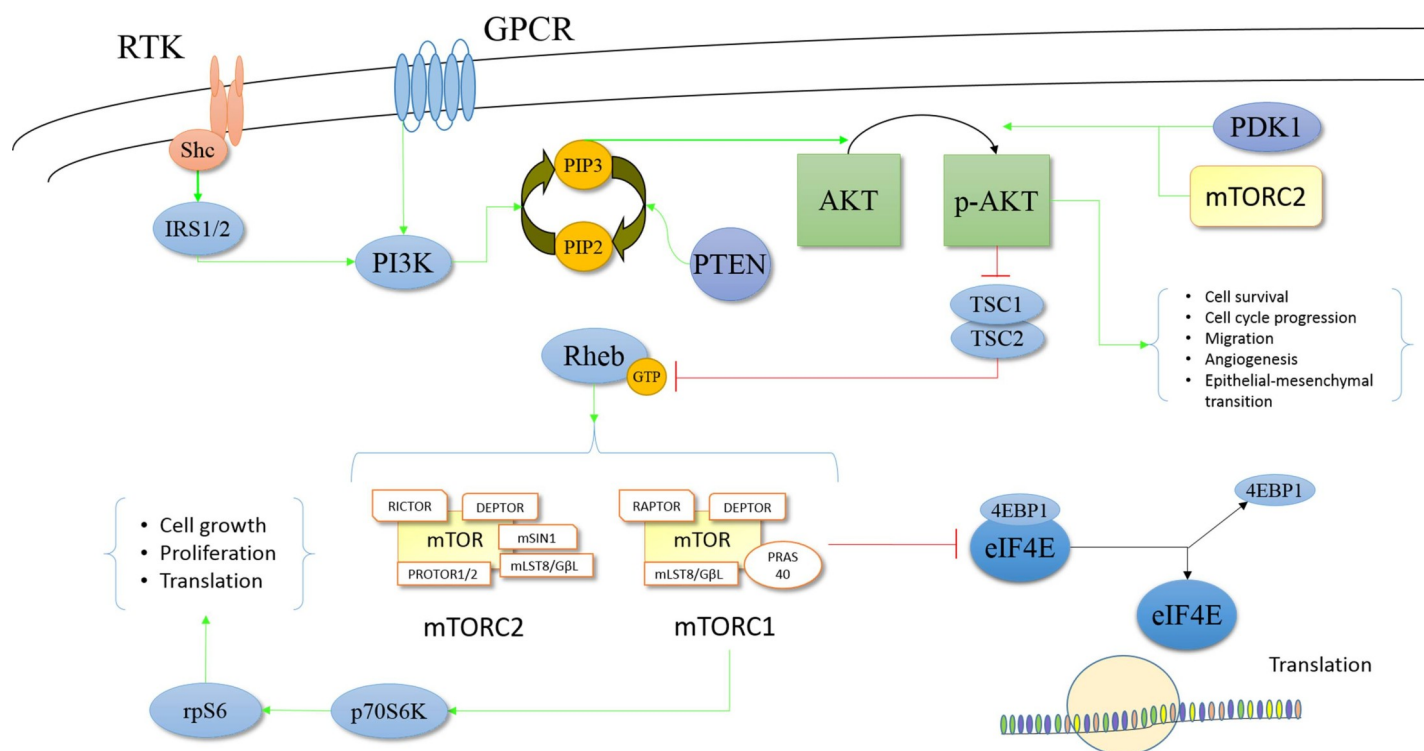 RTK
GPCR
Shc
IRS1/2
PI3K
PIP3
PIP2
PTEN
AKT
p-AKT
PDK1
mTORC2
TSC1
TSC2
• Cell survival
• Cell cycle progression
• Migration
• Angiogenesis
• Epithelial-mesenchymal
transition
Rheb
GTP
RICTOR
DEPTOR
mTOR
mSIN1
PROTOR1/2
mLST8/GβL
mTORC2
RAPTOR
DEPTOR
mTOR
PRAS
40
mLST8/GβL
mTORC1
4EBP1
eIF4E
4EBP1
eIF4E
Translation
• Cell growth
• Proliferation
• Translation
rpS6
p70S6K